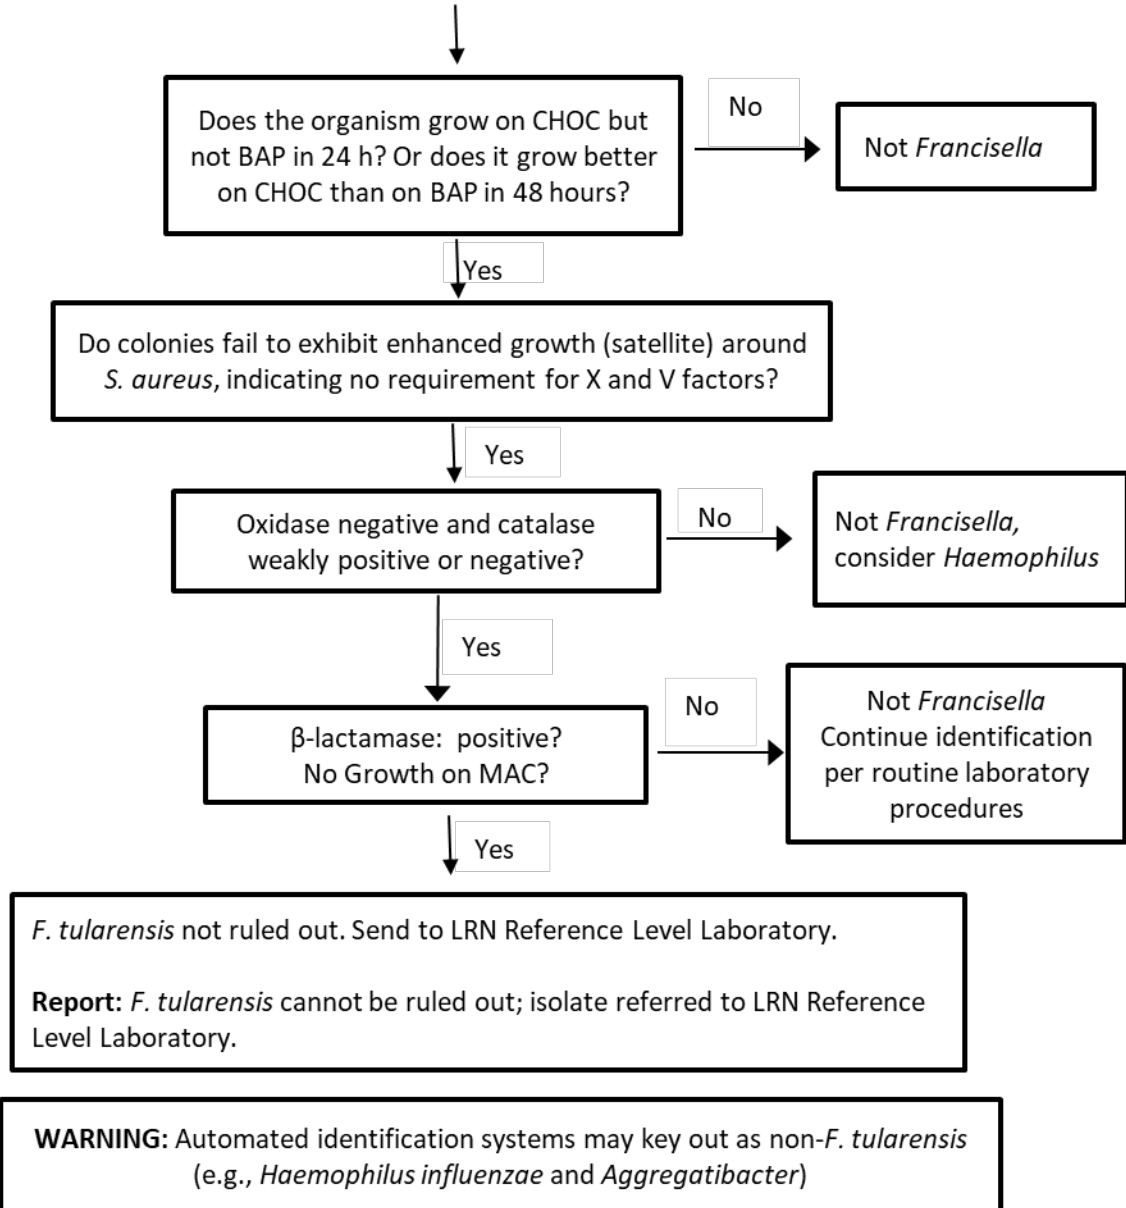 Does the organism grow on CHOC but
not BAP in 24 h? Or does it grow better
on CHOC than on BAP in 48 hours?
No
Not Francisella
Yes
Do colonies fail to exhibit enhanced growth (satellite) around
S. aureus, indicating no requirement for X and V factors?
Yes
Oxidase negative and catalase
weakly positive or negative?
No
Not Francisella,
consider Haemophilus
Yes
β-lactamase: positive?
No Growth on MAC?
No
Not Francisella
Continue identification
per routine laboratory
procedures
Yes
F. tularensis not ruled out. Send to LRN Reference Level Laboratory.
Report: F. tularensis cannot be ruled out; isolate referred to LRN Reference
Level Laboratory.
WARNING: Automated identification systems may key out as non-F. tularensis
(e.g., Haemophilus influenzae and Aggregatibacter)